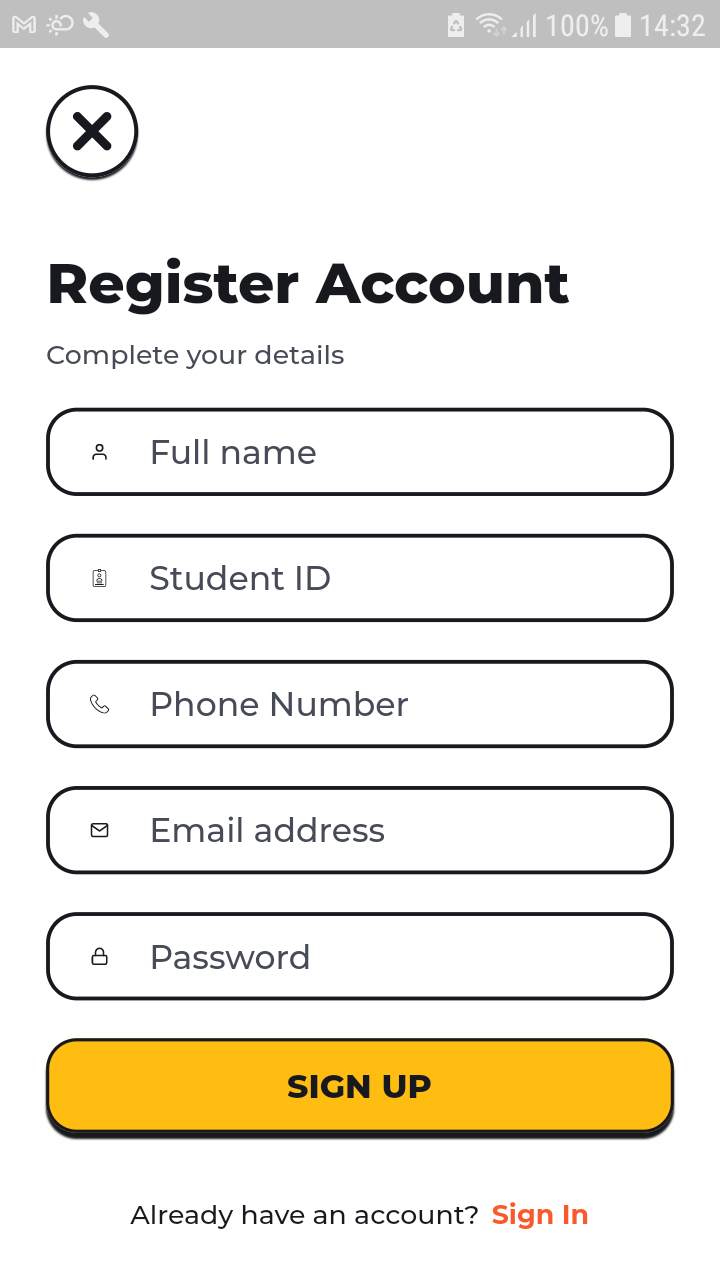 100% 14:32
Register Account
Complete your details
Full name
Student ID
Phone Number
Email address
Password
SIGN UP
Already have an account? Sign In